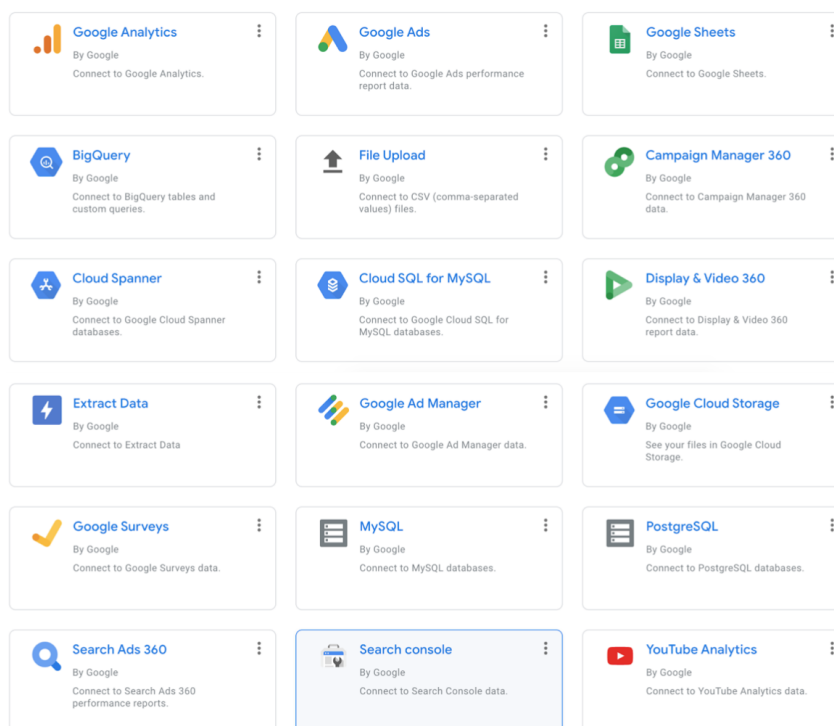 Google Analytics
By Google
Connect to Google Analytics.
Google Ads
By Google
Connect to Google Ads performance
report data.
Google Sheets
By Google
Connect to Google Sheets.
BigQuery
By Google
Connect to BigQuery tables and
custom queries.
File Upload
By Google
Connect to CSV (comma-separated
values) files.
Campaign Manager 360
By Google
Connect to Campaign Manager 360
data.
Cloud Spanner
By Google
Connect to Google Cloud Spanner
databases.
Cloud SQL for MySQL
By Google
Connect to Google Cloud SQL for
MySQL databases.
Display & Video 360
By Google
Connect to Display & Video 360
report data.
Extract Data
By Google
Connect to Extract Data
Google Ad Manager
By Google
Connect to Google Ad Manager data.
Google Cloud Storage
By Google
See your files in Google Cloud
Storage.
Google Surveys
By Google
Connect to Google Surveys data.
MySQL
By Google
Connect to MySQL databases.
PostgreSQL
By Google
Connect to PostgreSQL databases.
Search Ads 360
By Google
Connect to Search Ads 360
performance reports.
Search console
By Google
Connect to Search Console data.
YouTube Analytics
By Google
Connect to YouTube Analytics data.